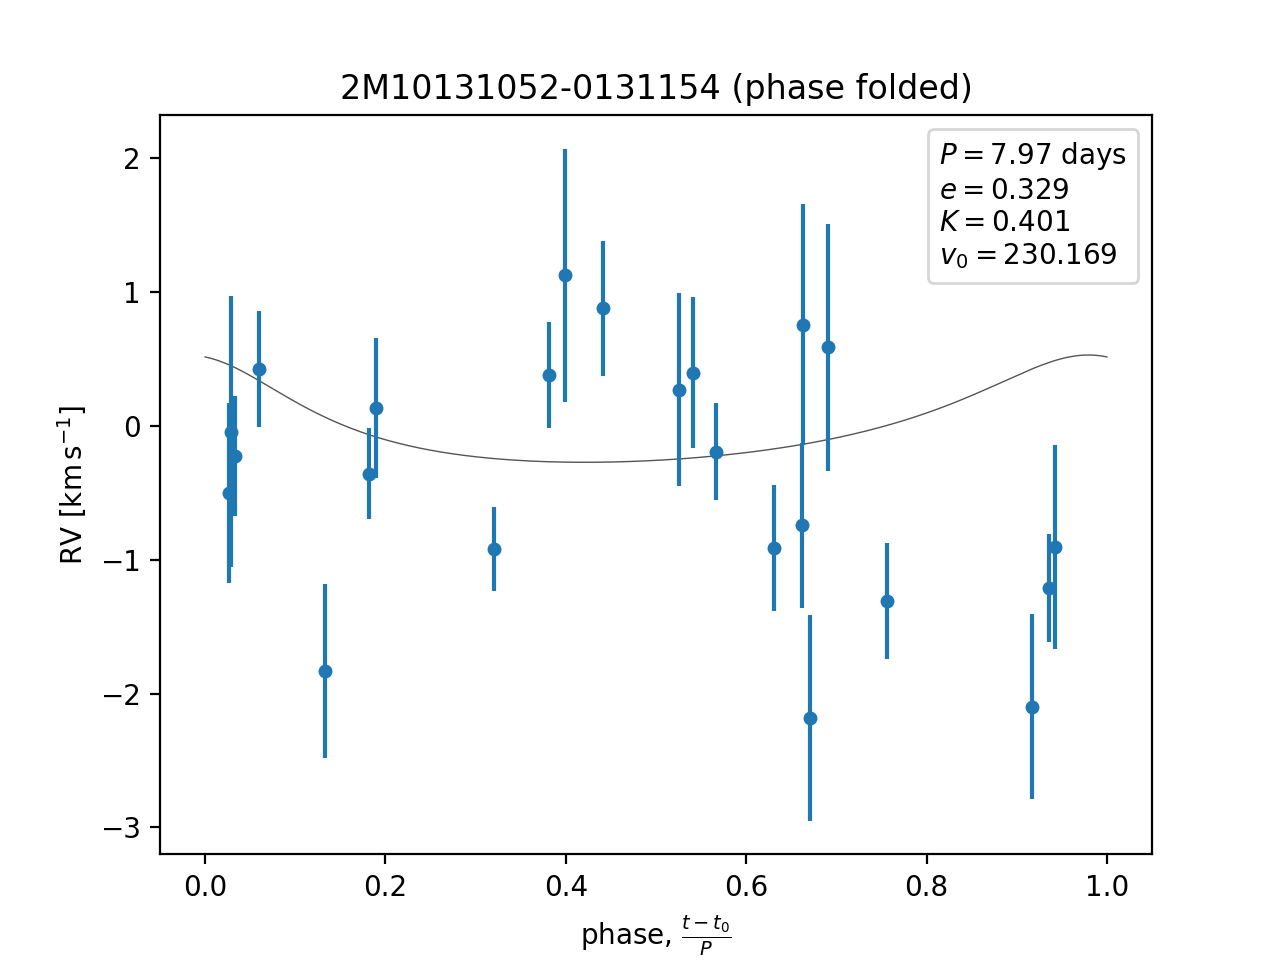 2M10131052-0131154 (phase folded)
P = 7.97 days
e = 0.329
K = 0.401
v₀ = 230.169
RV [km s⁻¹]
2
1
0
−1
−2
−3
0.0 0.2 0.4 0.6 0.8 1.0
phase, (t − t₀)/P